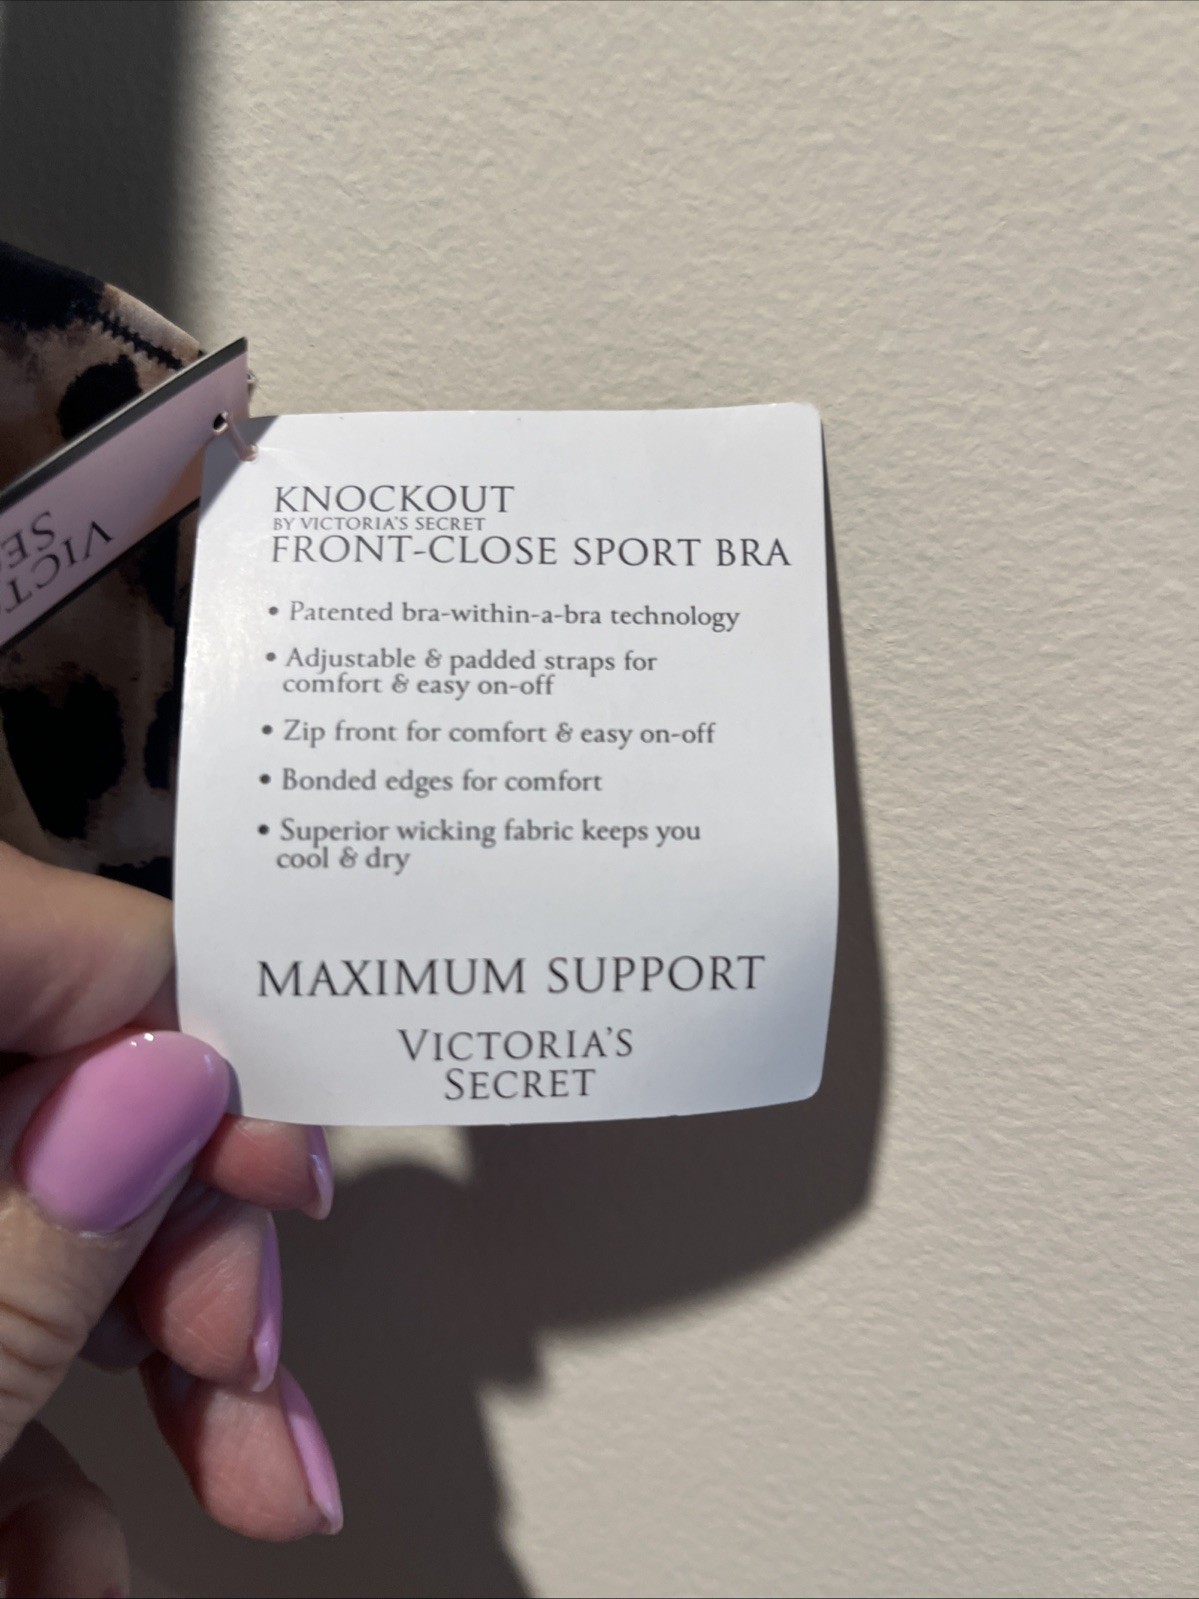 KNOCKOUT
BY VICTORIA'S SECRET
FRONT-CLOSE SPORT BRA
• Patented bra-within-a-bra technology
• Adjustable & padded straps for
comfort & easy on-off
• Zip front for comfort & easy on-off
• Bonded edges for comfort
• Superior wicking fabric keeps you
cool & dry
MAXIMUM SUPPORT
VICTORIA'S
SECRET